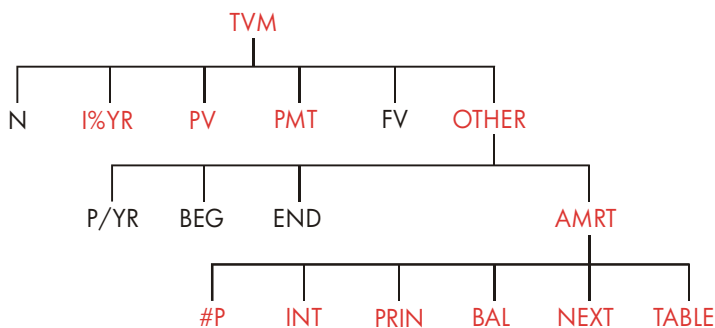 TVM
N I%YR PV PMT FV OTHER
P/YR BEG END AMRT
#P INT PRIN BAL NEXT TABLE